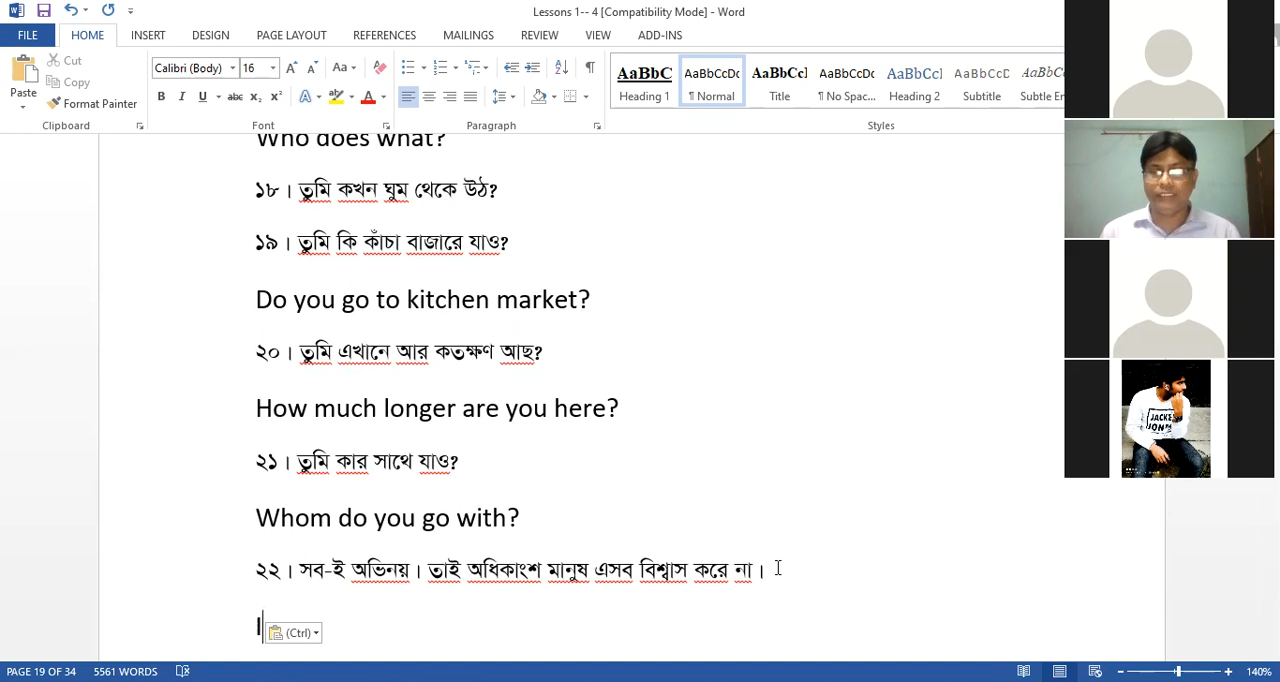 Lessons 1-- 4 [Compatibility Mode] - Word
FILE HOME INSERT DESIGN PAGE LAYOUT REFERENCES MAILINGS REVIEW VIEW ADD-INS
Cut
Calibri (Body) 16
AaBbC AaBbCcDc AaBbCcl AaBbCcDc AaBbCcl AaBbCcD AaBbCc
Copy
Paste
Format Painter
Heading 1 ¶ Normal Title ¶ No Spac... Heading 2 Subtitle Subtle En
Clipboard Font Paragraph Styles
Who does what?
১৮। তুমি কখন ঘুম থেকে উঠ?
১৯। তুমি কি কাঁচা বাজারে যাও?
Do you go to kitchen market?
২০। তুমি এখানে আর কতক্ষণ আছ?
How much longer are you here?
২১। তুমি কার সাথে যাও?
Whom do you go with?
২২। সব-ই অভিনয়। তাই অধিকাংশ মানুষ এসব বিশ্বাস করে না।
I
(Ctrl)
PAGE 19 OF 34 5561 WORDS 140%